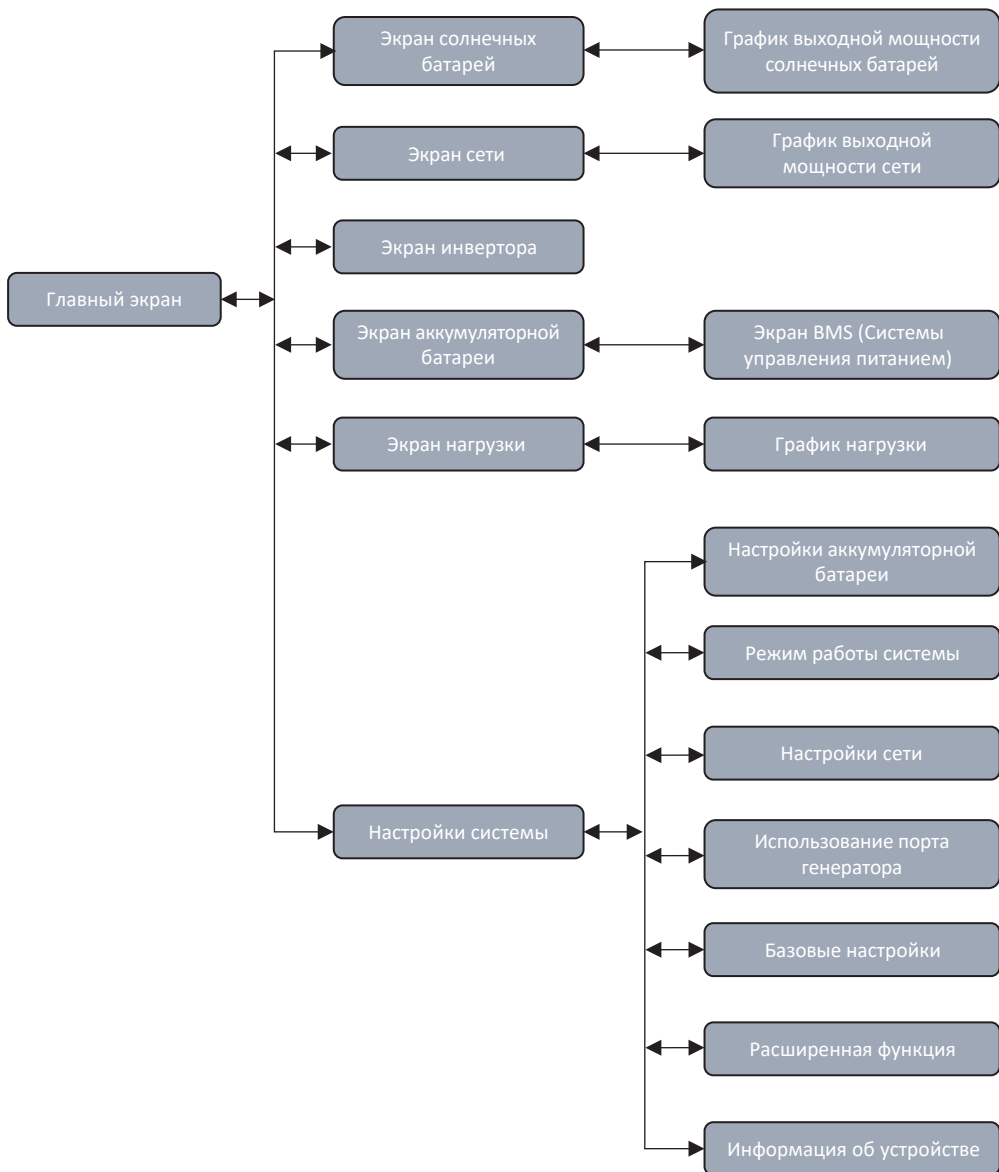 Экран солнечных
батарей
График выходной мощности
солнечных батарей
Экран сети
График выходной
мощности сети
Экран инвертора
Главный экран
Экран аккумуляторной
батареи
Экран BMS (Системы
управления питанием)
Экран нагрузки
График нагрузки
Настройки аккумуляторной
батареи
Режим работы системы
Настройки сети
Настройки системы
Использование порта
генератора
Базовые настройки
Расширенная функция
Информация об устройстве